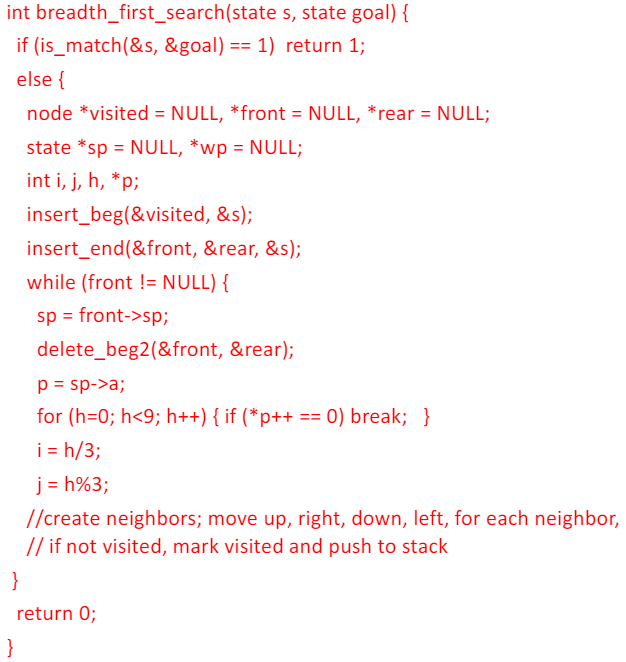 int breadth_first_search(state s, state goal) {
if (is_match(&s, &goal) == 1)  return 1;
else {
node *visited = NULL, *front = NULL, *rear = NULL;
state *sp = NULL, *wp = NULL;
int i, j, h, *p;
insert_beg(&visited, &s);
insert_end(&front, &rear, &s);
while (front != NULL) {
sp = front->sp;
delete_beg2(&front, &rear);
p = sp->a;
for (h=0; h<9; h++) { if (*p++ == 0) break;   }
i = h/3;
j = h%3;
//create neighbors; move up, right, down, left, for each neighbor,
// if not visited, mark visited and push to stack
}
return 0;
}